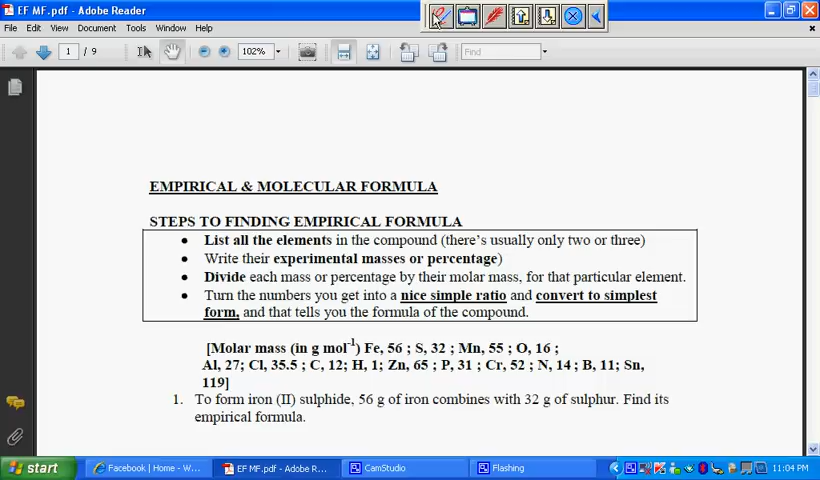 EF MF.pdf - Adobe Reader
File Edit View Document Tools Window Help
1 / 9 102% Find
EMPIRICAL & MOLECULAR FORMULA
STEPS TO FINDING EMPIRICAL FORMULA
• List all the elements in the compound (there's usually only two or three)
• Write their experimental masses or percentage)
• Divide each mass or percentage by their molar mass, for that particular element.
• Turn the numbers you get into a nice simple ratio and convert to simplest
form, and that tells you the formula of the compound.
[Molar mass (in g mol⁻¹) Fe, 56 ; S, 32 ; Mn, 55 ; O, 16 ;
Al, 27; Cl, 35.5 ; C, 12; H, 1; Zn, 65 ; P, 31 ; Cr, 52 ; N, 14 ; B, 11; Sn,
119]
1. To form iron (II) sulphide, 56 g of iron combines with 32 g of sulphur. Find its
empirical formula.
start Facebook | Home - W... EF MF.pdf - Adobe R... CamStudio Flashing 11:04 PM